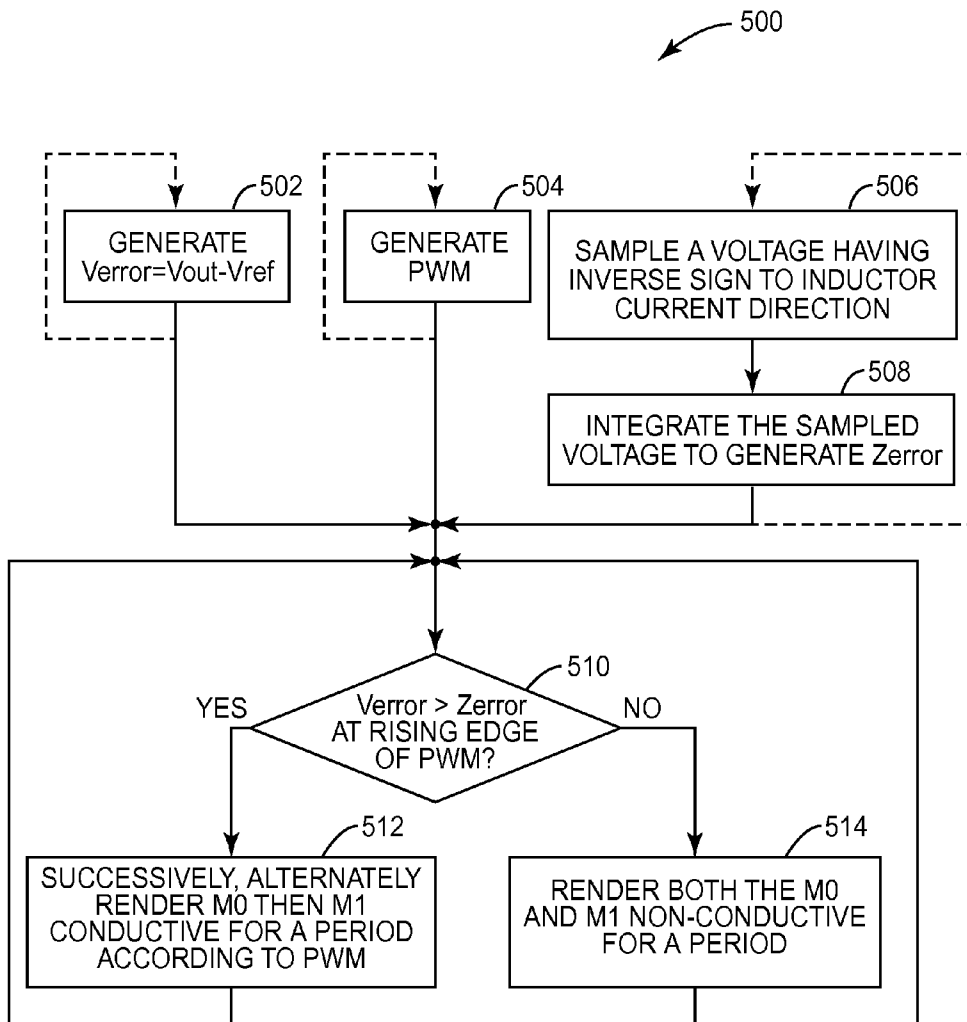 500
502
GENERATE
Verror=Vout-Vref
504
GENERATE
PWM
506
SAMPLE A VOLTAGE HAVING
INVERSE SIGN TO INDUCTOR
CURRENT DIRECTION
508
INTEGRATE THE SAMPLED
VOLTAGE TO GENERATE Zerror
510
YES
Verror > Zerror
AT RISING EDGE
OF PWM?
NO
512
SUCCESSIVELY, ALTERNATELY
RENDER M0 THEN M1
CONDUCTIVE FOR A PERIOD
ACCORDING TO PWM
514
RENDER BOTH THE M0
AND M1 NON-CONDUCTIVE
FOR A PERIOD